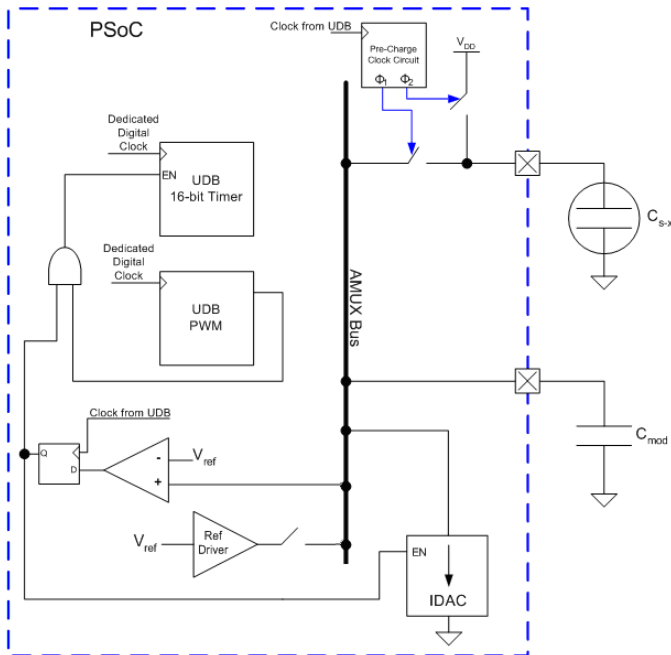 PSoC
Clock from UDB
Pre-Charge
Clock Circuit
Φ1 Φ2
VDD
Dedicated
Digital
Clock
EN
UDB
16-bit Timer
Cs-x
Dedicated
Digital
Clock
UDB
PWM
AMUX Bus
Clock from UDB
Q
D
-
+
Vref
Cmod
Vref
Ref
Driver
EN
IDAC